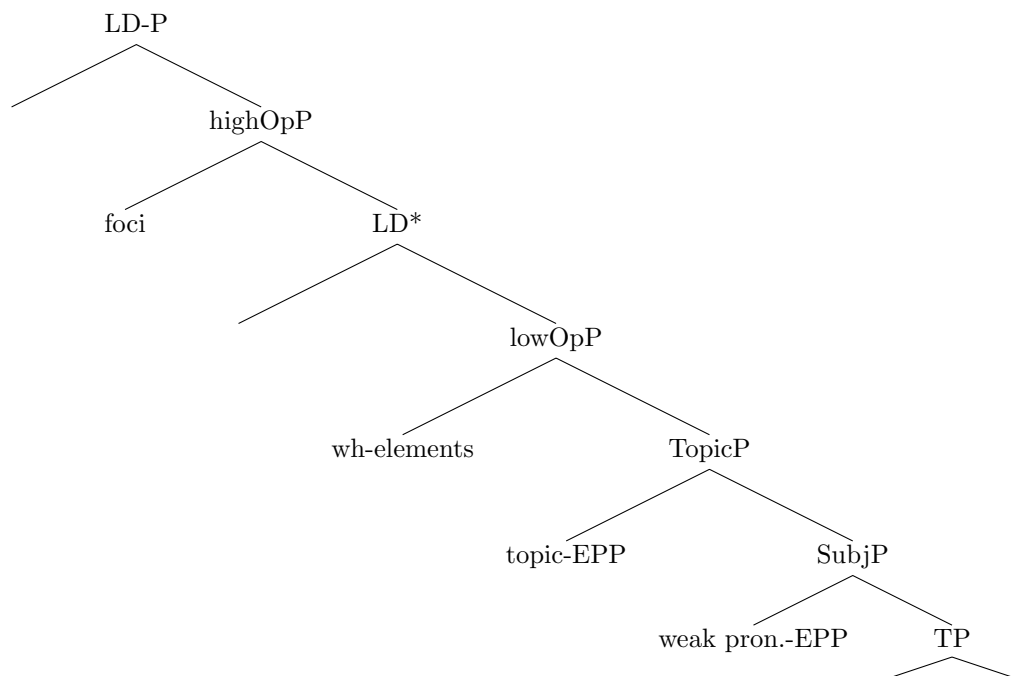 LD-P
highOpP
foci
LD*
lowOpP
wh-elements
TopicP
topic-EPP
SubjP
weak pron.-EPP
TP